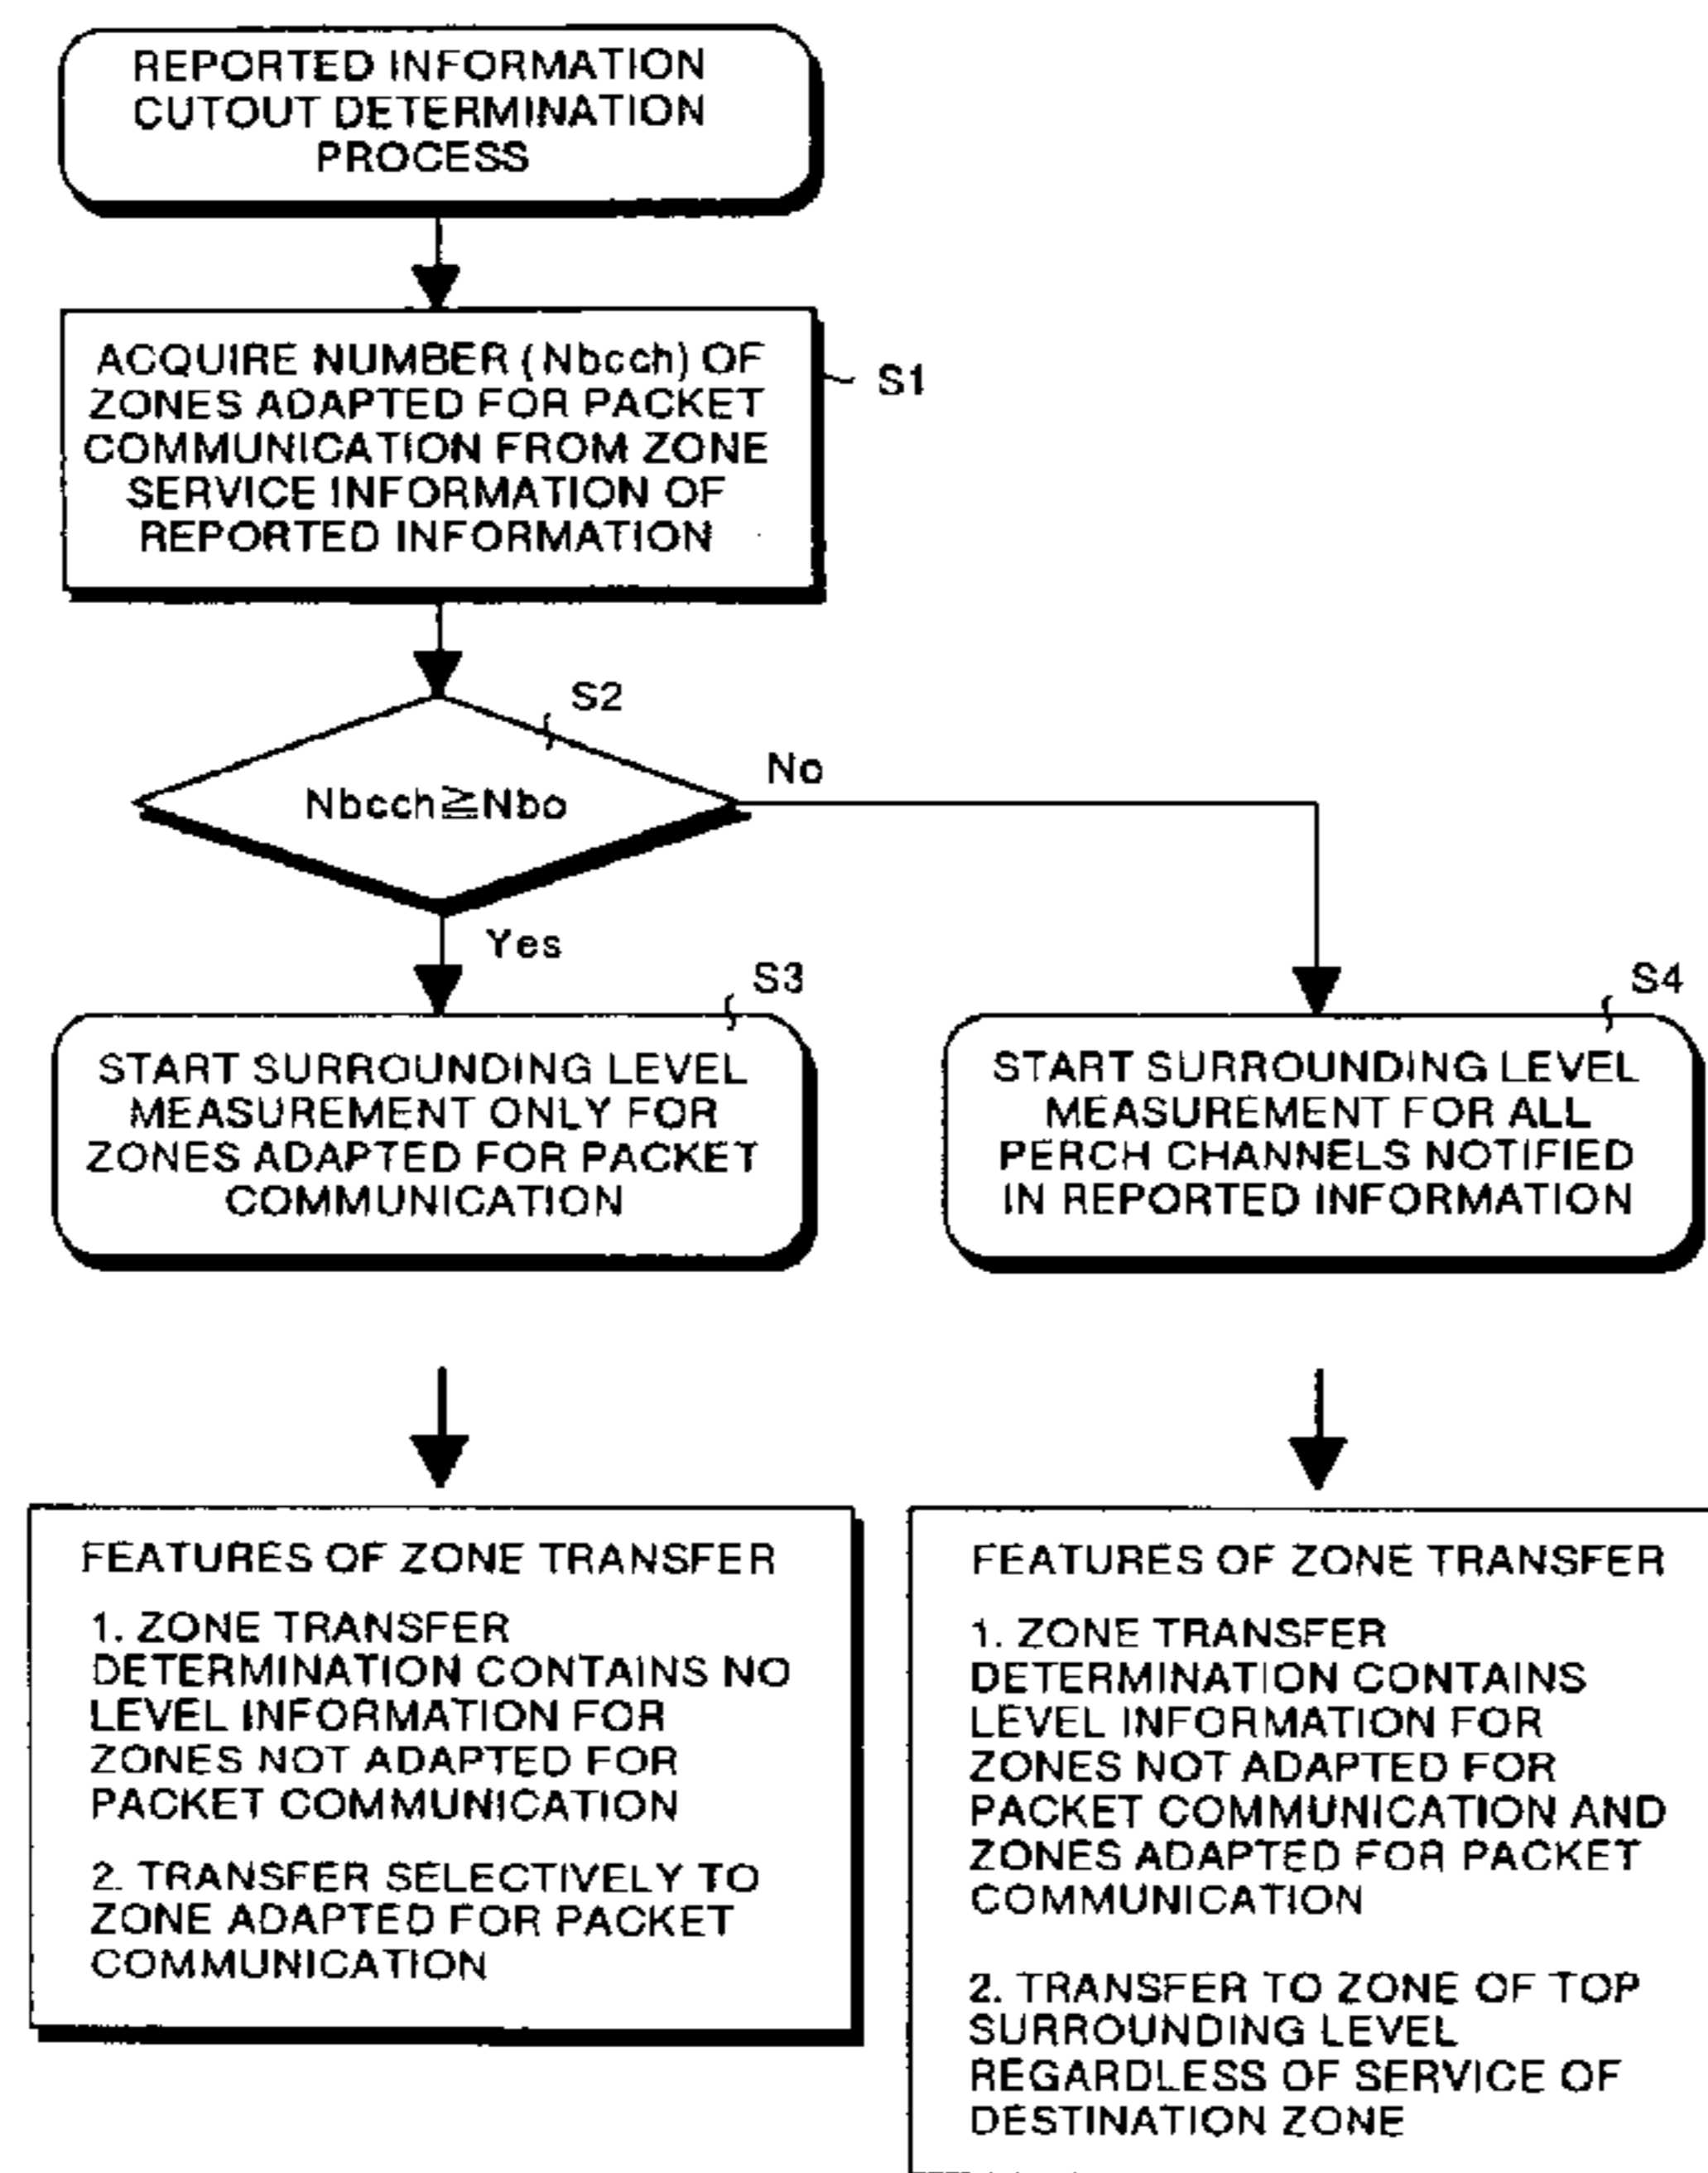 REPORTED INFORMATION
CUTOUT DETERMINATION
PROCESS
ACQUIRE NUMBER (Nbcch) OF
ZONES ADAPTED FOR PACKET
COMMUNICATION FROM ZONE
SERVICE INFORMATION OF
REPORTED INFORMATION
S1
S2
Nbcch≧Nbo
No
Yes
S3
START SURROUNDING LEVEL
MEASUREMENT ONLY FOR
ZONES ADAPTED FOR PACKET
COMMUNICATION
S4
START SURROUNDING LEVEL
MEASUREMENT FOR ALL
PERCH CHANNELS NOTIFIED
IN REPORTED INFORMATION
FEATURES OF ZONE TRANSFER
1. ZONE TRANSFER
DETERMINATION CONTAINS NO
LEVEL INFORMATION FOR
ZONES NOT ADAPTED FOR
PACKET COMMUNICATION
2. TRANSFER SELECTIVELY TO
ZONE ADAPTED FOR PACKET
COMMUNICATION
FEATURES OF ZONE TRANSFER
1. ZONE TRANSFER
DETERMINATION CONTAINS
LEVEL INFORMATION FOR
ZONES NOT ADAPTED FOR
PACKET COMMUNICATION AND
ZONES ADAPTED FOR PACKET
COMMUNICATION
2. TRANSFER TO ZONE OF TOP
SURROUNDING LEVEL
REGARDLESS OF SERVICE OF
DESTINATION ZONE